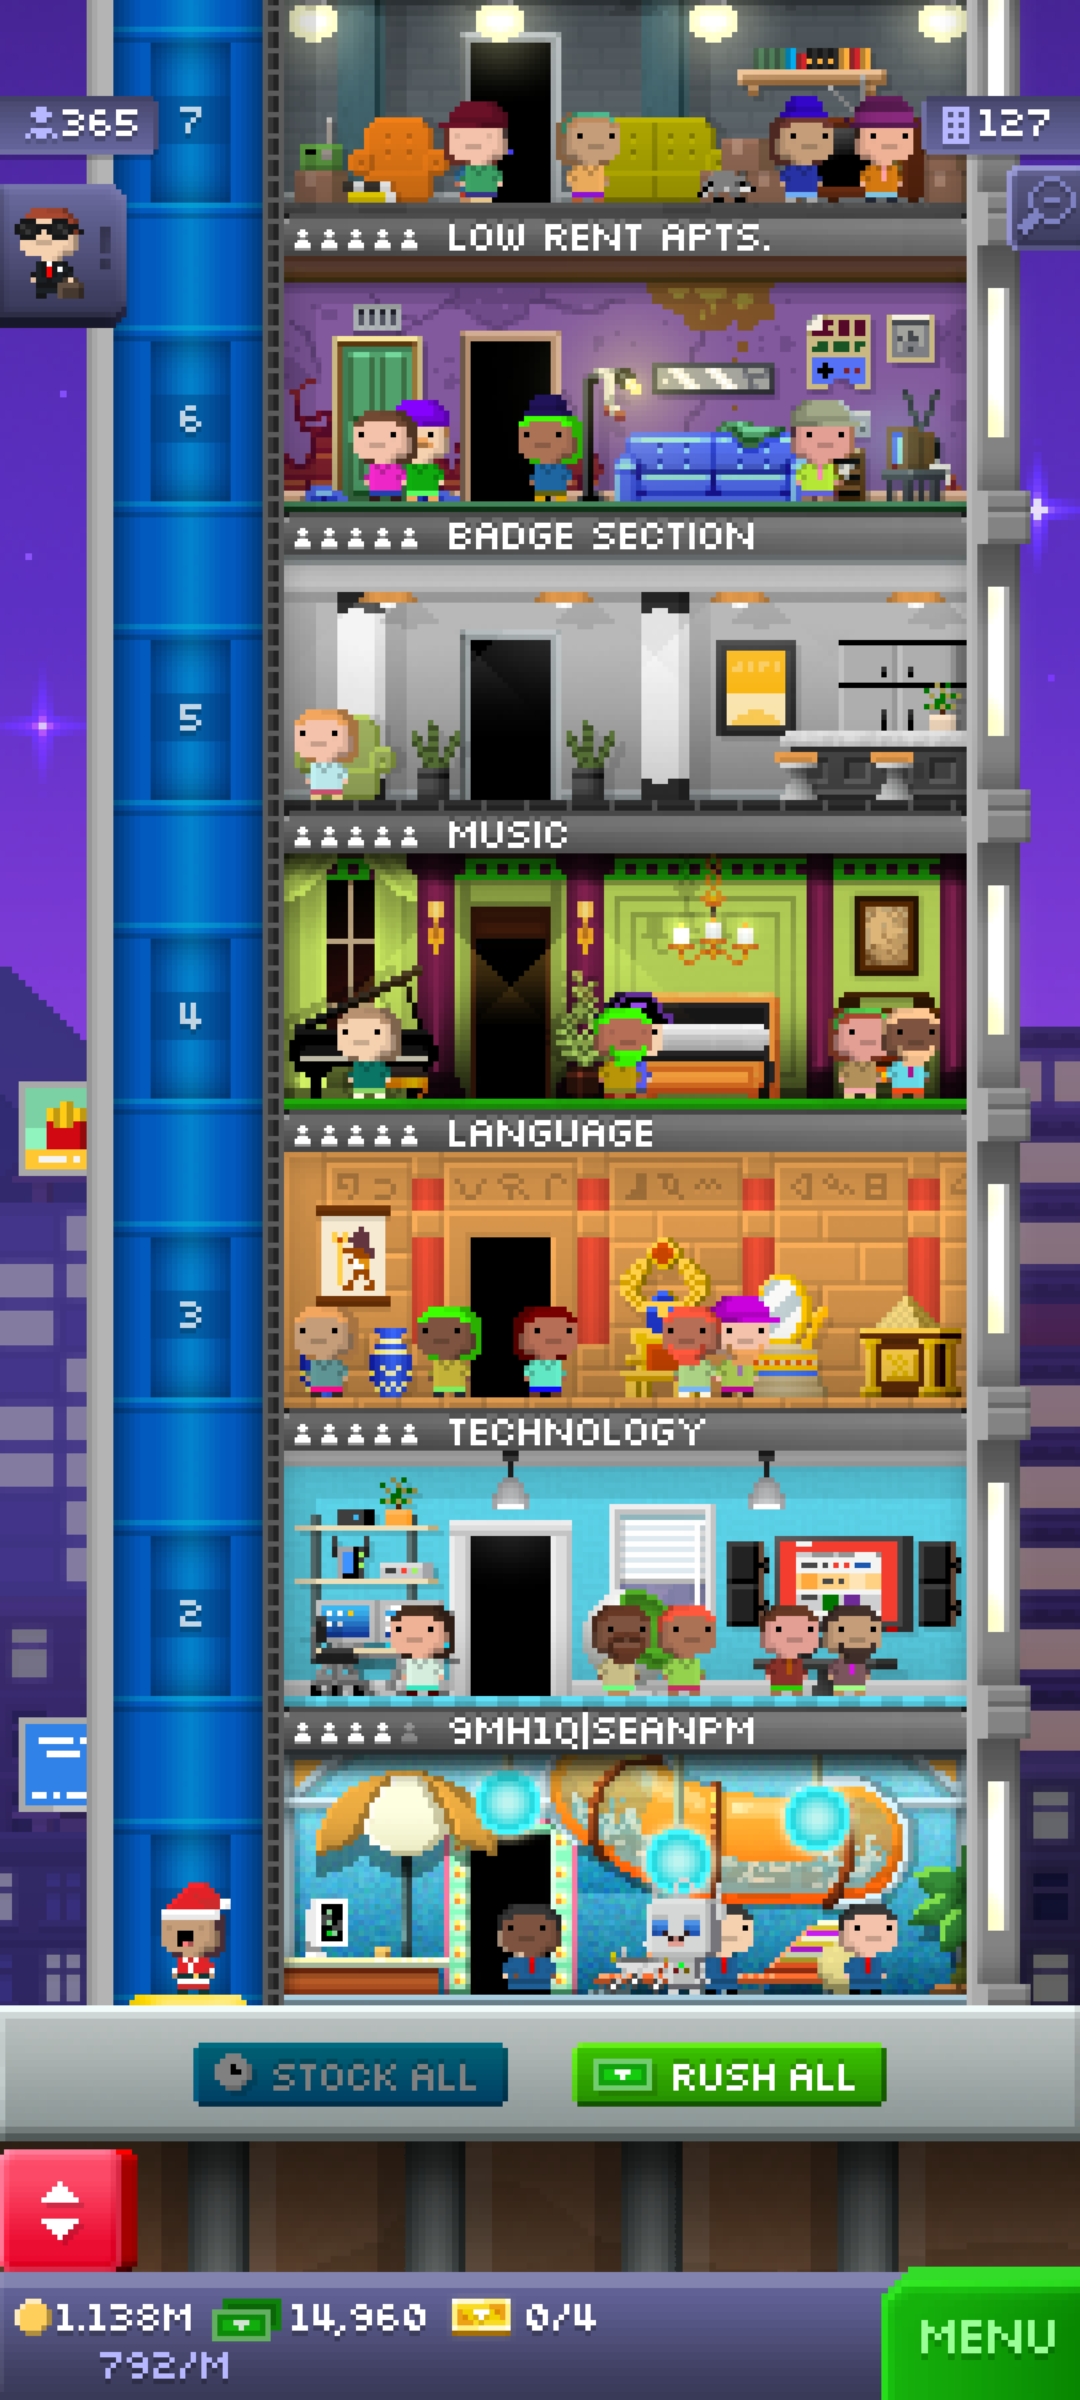 7
365
127
LOW RENT APTS.
6
BADGE SECTION
5
MUSIC
4
LANGUAGE
3
TECHNOLOGY
2
9MH1Q|SEANPM
STOCK ALL
RUSH ALL
1.138M
14,960
0/4
792/M
MENU